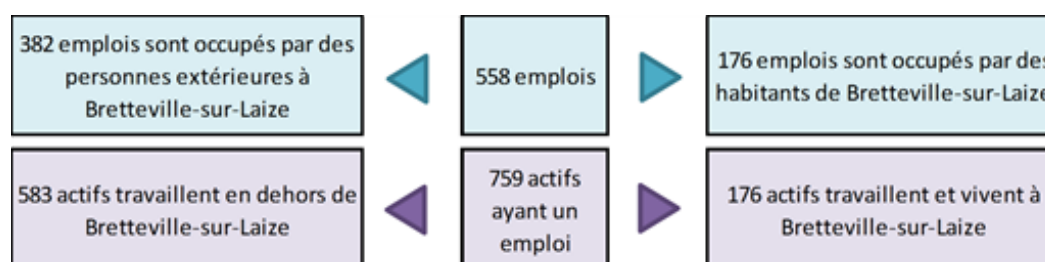 382 emplois sont occupés par des
personnes extérieures à
Bretteville-sur-Laize
558 emplois
176 emplois sont occupés par des
habitants de Bretteville-sur-Laize
583 actifs travaillent en dehors de
Bretteville-sur-Laize
759 actifs
ayant un
emploi
176 actifs travaillent et vivent à
Bretteville-sur-Laize